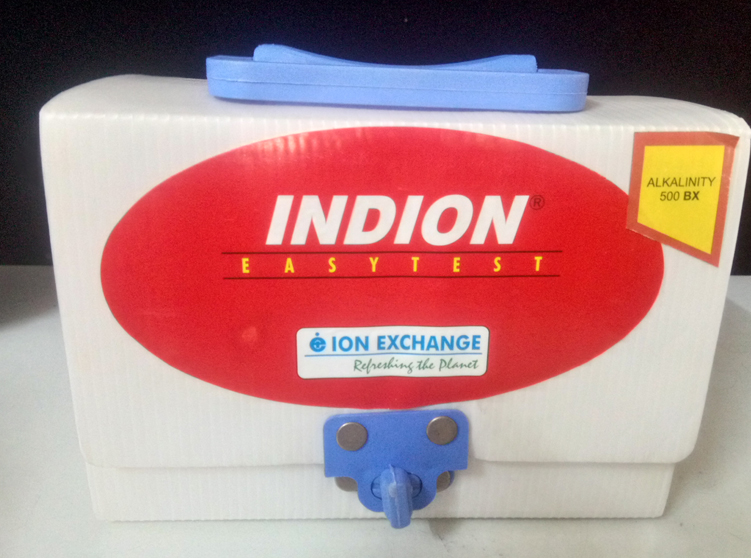 INDION®
EASYTEST
ION EXCHANGE
Refreshing the Planet
ALKALINITY
500 BX